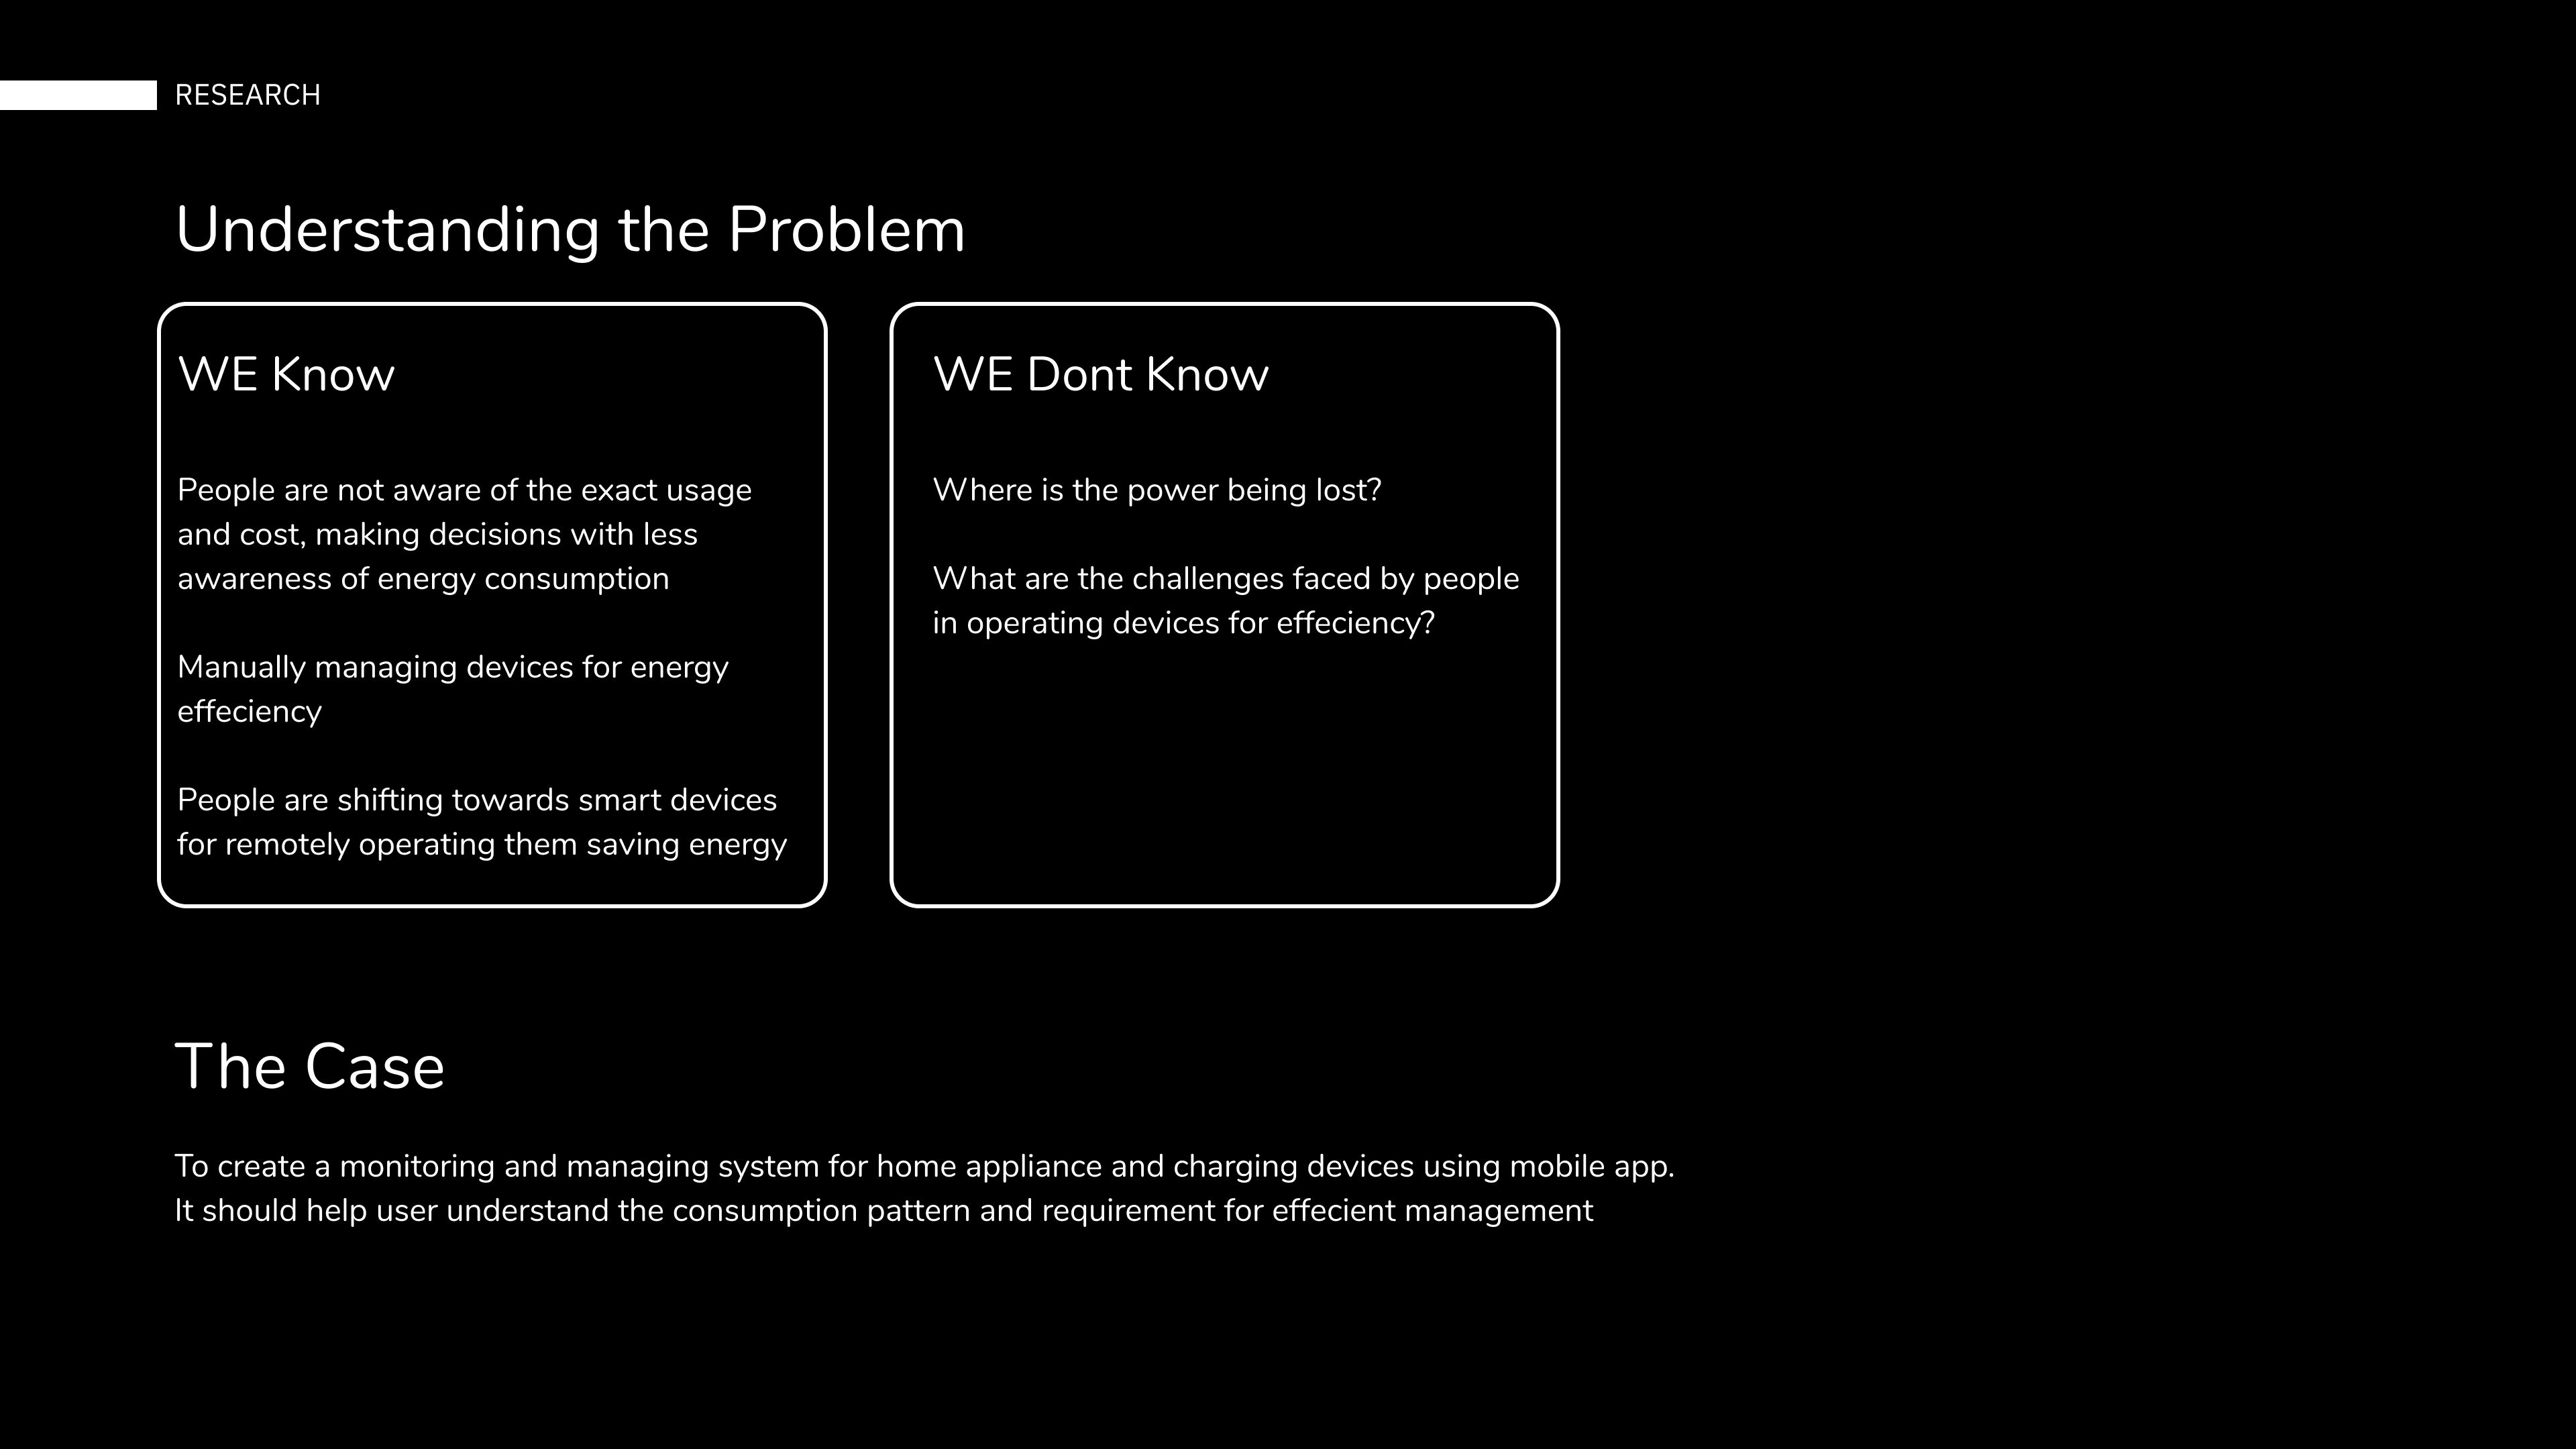 RESEARCH
Understanding the Problem
WE Know
People are not aware of the exact usage
and cost, making decisions with less
awareness of energy consumption
Manually managing devices for energy
effeciency
People are shifting towards smart devices
for remotely operating them saving energy
WE Dont Know
Where is the power being lost?
What are the challenges faced by people
in operating devices for effeciency?
The Case
To create a monitoring and managing system for home appliance and charging devices using mobile app.
It should help user understand the consumption pattern and requirement for effecient management